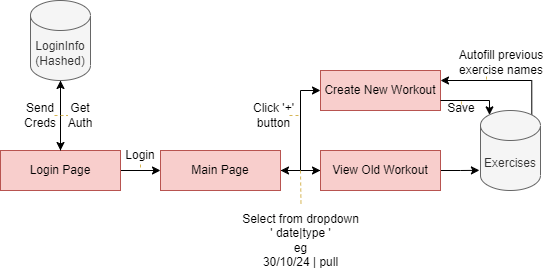 LoginInfo
(Hashed)
Send
Creds
Get
Auth
Login Page
Login
Main Page
Click '+'
button
Create New Workout
Autofill previous
exercise names
Save
View Old Workout
Exercises
Select from dropdown
' date|type '
eg
30/10/24 | pull